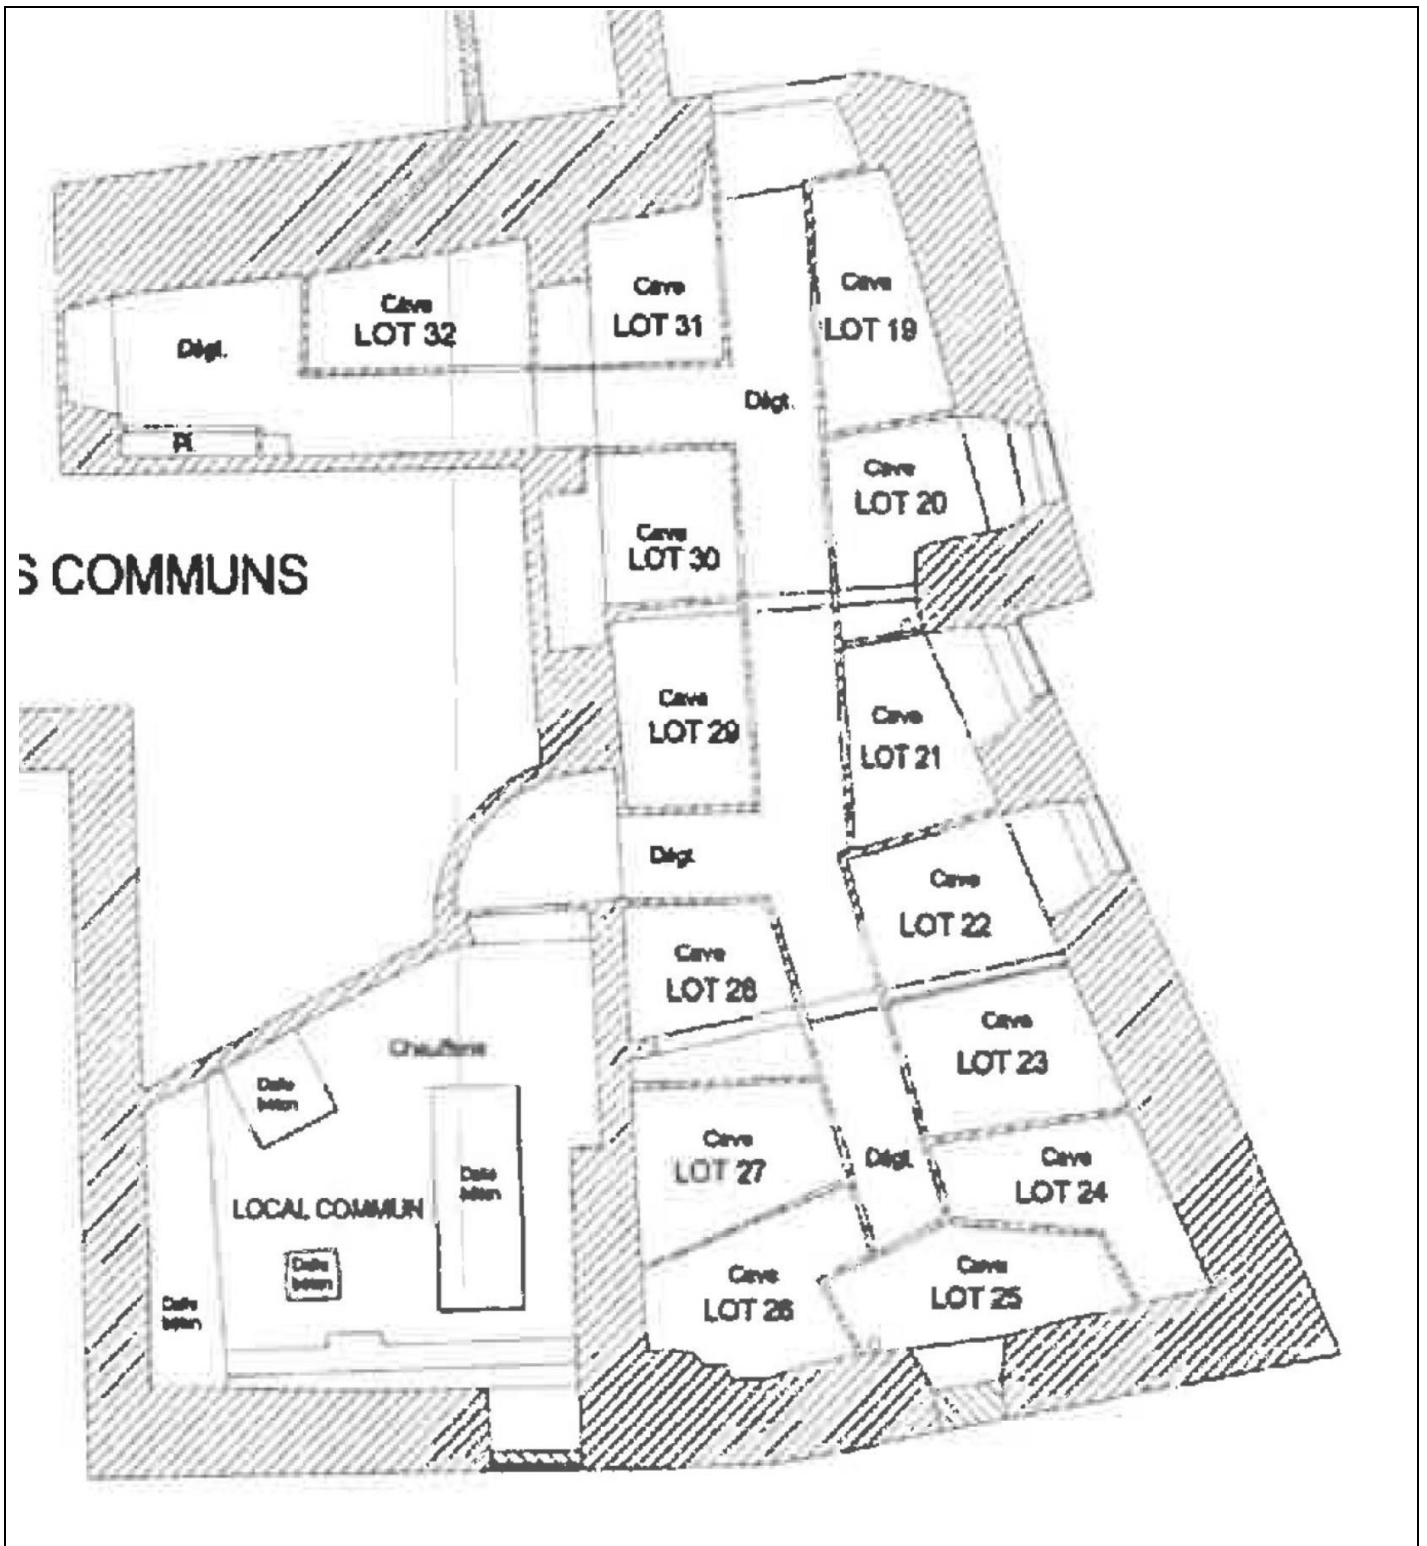 Cave
LOT 19
Cave
LOT 31
Cave
LOT 32
Dégt.
Dégt.
Pl.
Cave
LOT 20
Cave
LOT 30
S COMMUNS
Cave
LOT 29
Cave
LOT 21
Dégt.
Cave
LOT 22
Cave
LOT 28
Cave
LOT 23
Chaufferie
Dalle
béton
Cave
LOT 27
Dégt.
Cave
LOT 24
Dalle
béton
LOCAL COMMUN
Dalle
béton
Cave
LOT 26
Cave
LOT 25
Dalle
béton